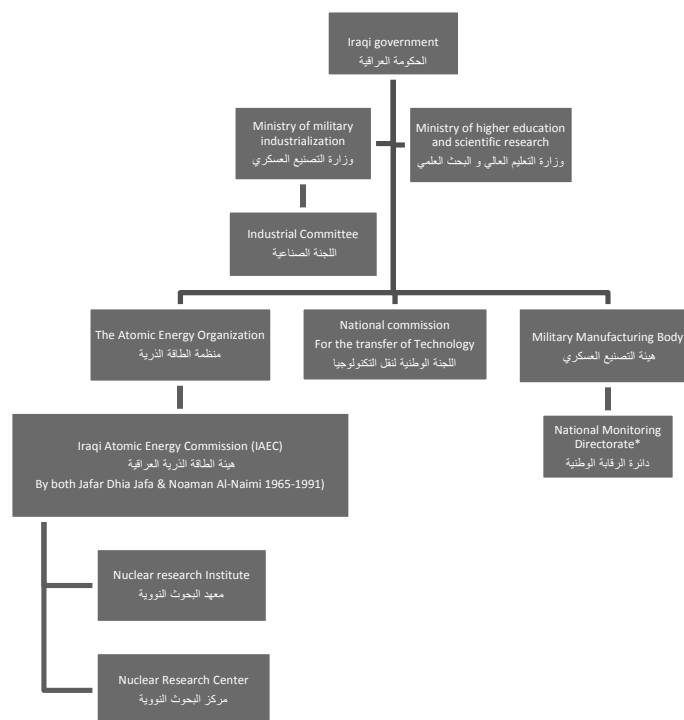 Iraqi government
الحكومة العراقية
Ministry of military
industrialization
وزارة التصنيع العسكري
Ministry of higher education
and scientific research
وزارة التعليم العالي و البحث العلمي
Industrial Committee
اللجنة الصناعية
The Atomic Energy Organization
منظمة الطاقة الذرية
National commission
For the transfer of Technology
اللجنة الوطنية لنقل التكنولوجيا
Military Manufacturing Body
هيئة التصنيع العسكري
Iraqi Atomic Energy Commission (IAEC)
هيئة الطاقة الذرية العراقية
By both Jafar Dhia Jafa & Noaman Al-Naimi 1965-1991)
National Monitoring
Directorate*
دائرة الرقابة الوطنية
Nuclear research Institute
معهد البحوث النووية
Nuclear Research Center
مركز البحوث النووية